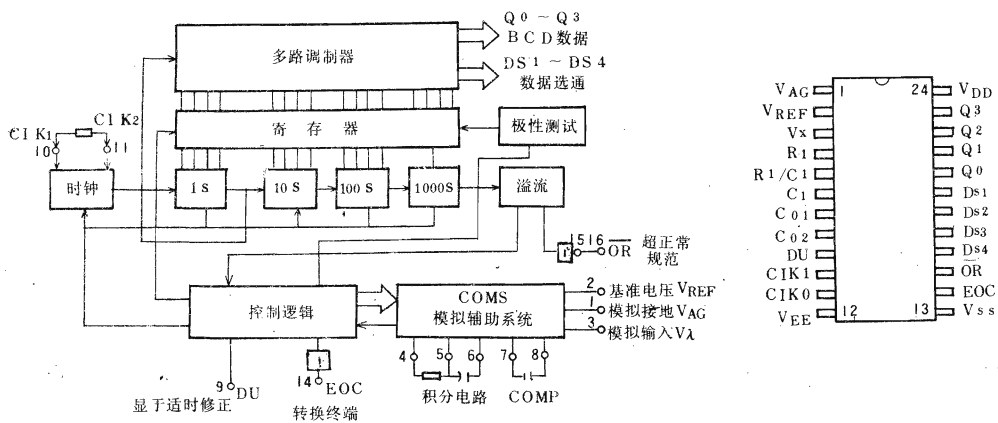 Q0～Q3
BCD数据
DS1～DS4
数据选通
多路调制器
寄存器
极性测试
C1K1
C1K2
10
11
时钟
1S
10S
100S
1000S
溢流
15 16
OR
超正常
规范
控制逻辑
COMS
模拟辅助系统
2
基准电压VREF
1
模拟接地VAG
3
模拟输入Vλ
4
5
6
7
8
积分电路
COMP
9
DU
显于适时修正
1
14
EOC
转换终端
VAG
VREF
Vx
R1
R1/C1
C1
C01
C02
DU
CIK1
CIK0
VEE
1
24
12
13
VDD
Q3
Q2
Q1
Q0
Ds1
Ds2
Ds3
Ds4
OR
EOC
Vss